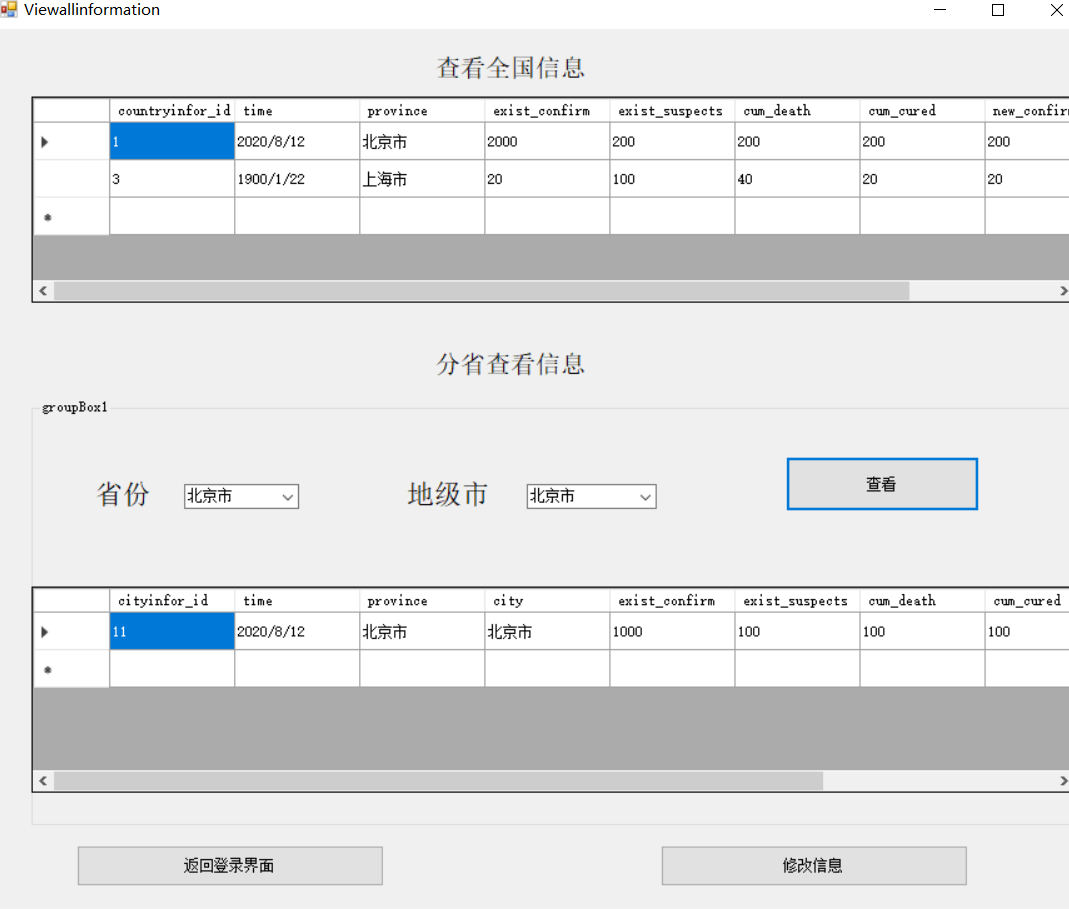 Viewallinformation
查看全国信息
countryinfor_id time province exist_confirm exist_suspects cum_death cum_cured new_confir
1 2020/8/12 北京市 2000 200 200 200 200
3 1900/1/22 上海市 20 100 40 20 20
分省查看信息
groupBox1
省份 北京市 地级市 北京市 查看
cityinfor_id time province city exist_confirm exist_suspects cum_death cum_cured
11 2020/8/12 北京市 北京市 1000 100 100 100
返回登录界面 修改信息